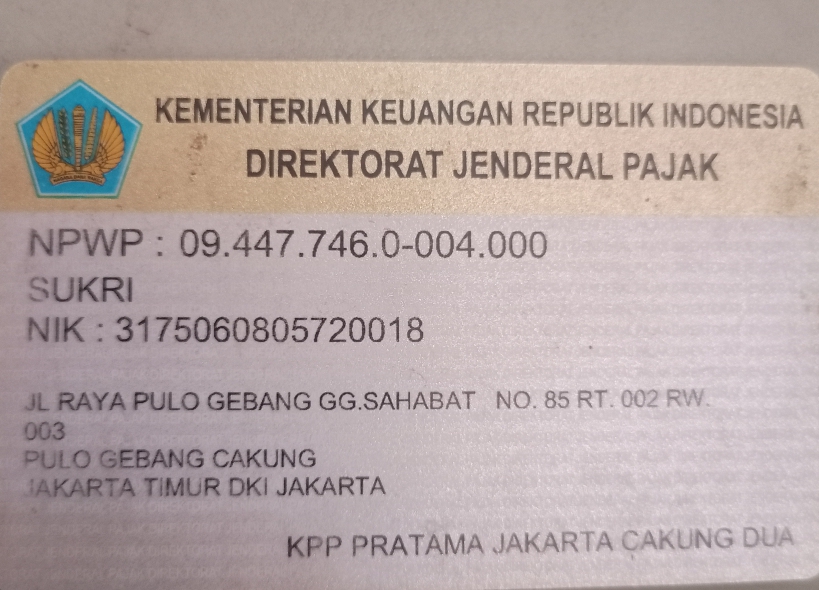 KEMENTERIAN KEUANGAN REPUBLIK INDONESIA
DIREKTORAT JENDERAL PAJAK
NPWP : 09.447.746.0-004.000
SUKRI
NIK : 3175060805720018
JL RAYA PULO GEBANG GG.SAHABAT NO. 85 RT. 002 RW.
003
PULO GEBANG CAKUNG
JAKARTA TIMUR DKI JAKARTA
KPP PRATAMA JAKARTA CAKUNG DUA